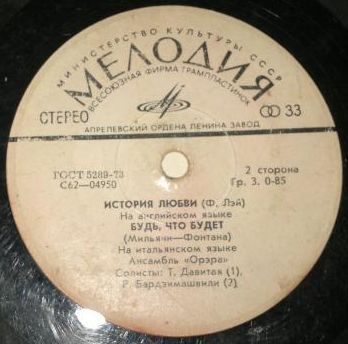 МИНИСТЕРСТВО КУЛЬТУРЫ СССР
МЕЛОДИЯ
ВСЕСОЮЗНАЯ ФИРМА ГРАМПЛАСТИНОК
СТЕРЕО
33
АПРЕЛЕВСКИЙ ОРДЕНА ЛЕНИНА ЗАВОД
ГОСТ 5289-73
С62—04950
2 сторона
Гр. 3. 0-85
ИСТОРИЯ ЛЮБВИ (Ф. Лэй)
На английском языке
БУДЬ, ЧТО БУДЕТ
(Мильячи—Фонтана)
На итальянском языке
Ансамбль «Орэра»
Солисты: Т. Давитая (1),
Р. Бардзимашвили (7)